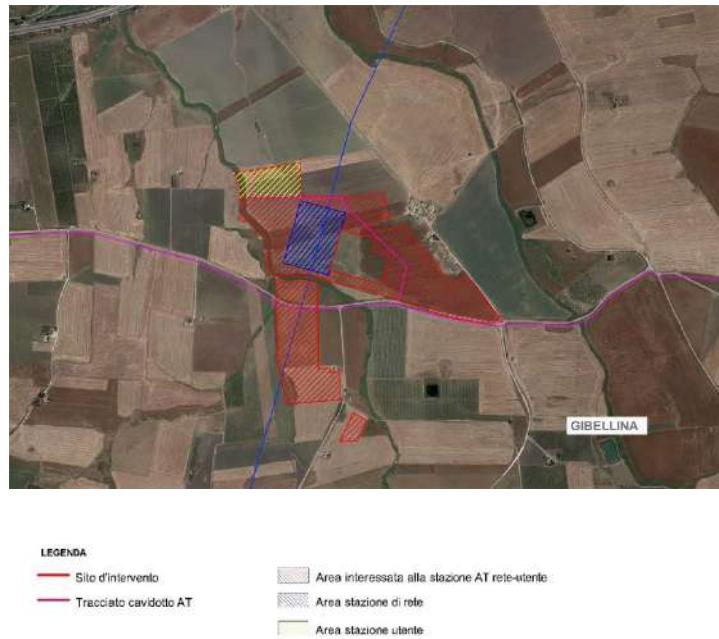 GIBELLINA
LEGENDA
Sito d'intervento
Tracciato cavidotto AT
Area interessata alla stazione AT rete-utente
Area stazione di rete
Area stazione utente